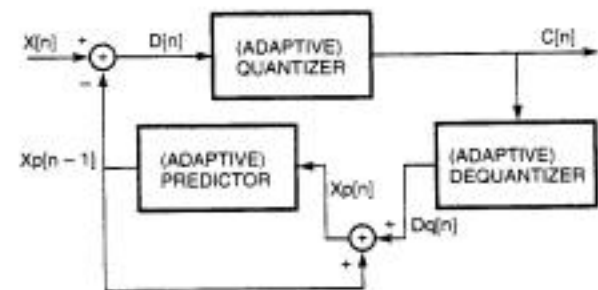 X[n]
+
D[n]
(ADAPTIVE)
QUANTIZER
C[n]
+
−
Xp[n − 1]
(ADAPTIVE)
PREDICTOR
Xp[n]
(ADAPTIVE)
DEQUANTIZER
+
Dq[n]
+
+